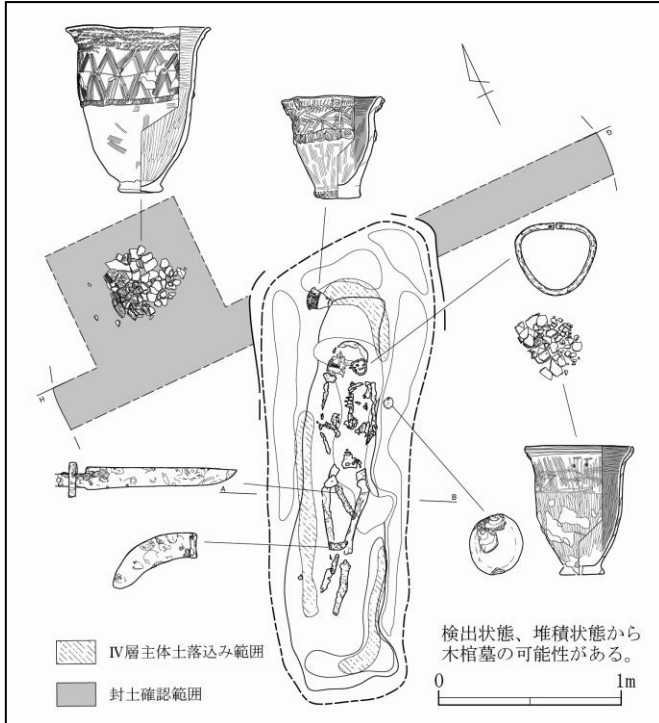 G
H
A
B
IV層主体土落込み範囲
封土確認範囲
検出状態、堆積状態から
木棺墓の可能性がある。
0
1m